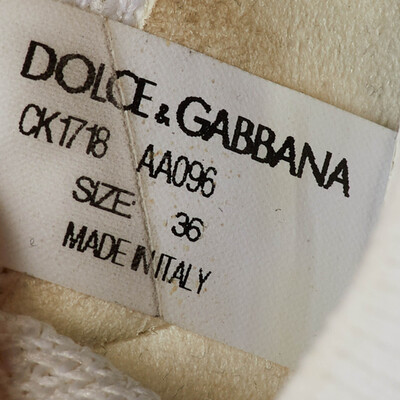 DOLCE & GABBANA
CK1718 AA096
SIZE: 36
MADE IN ITALY